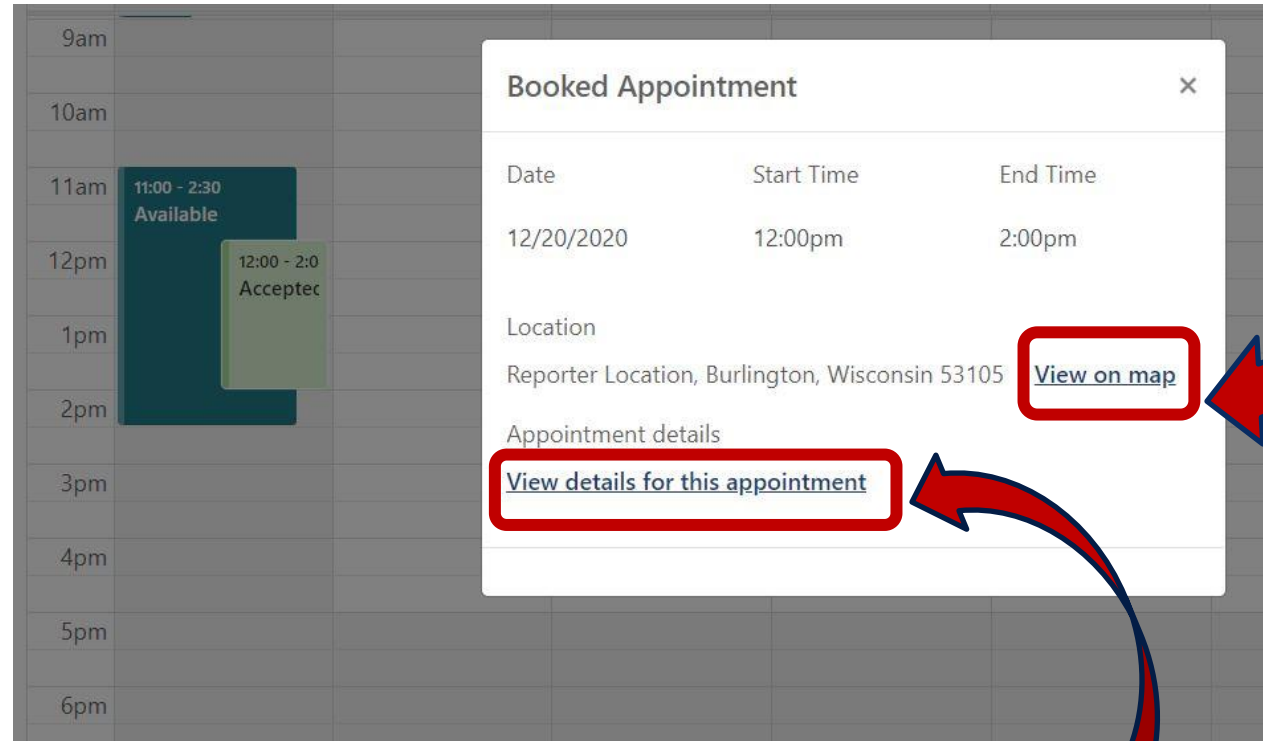 9am
10am
11am
12pm
1pm
2pm
3pm
4pm
5pm
6pm
11:00 - 2:30
Available
12:00 - 2:0
Acceptec
Booked Appointment ×
Date Start Time End Time
12/20/2020 12:00pm 2:00pm
Location
Reporter Location, Burlington, Wisconsin 53105 View on map
Appointment details
View details for this appointment